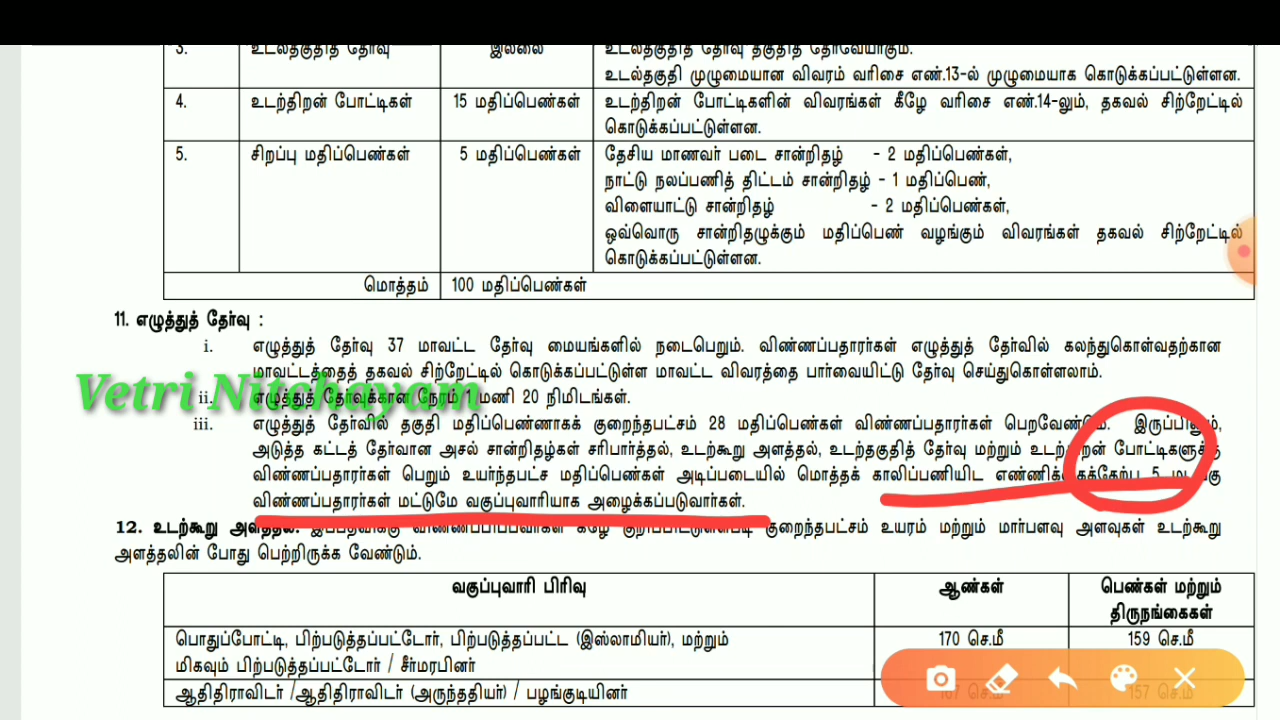 3. உடல்தகுதித் தேர்வு இல்லை உடல்தகுதித் தேர்வு தகுதித் தேர்வேயாகும்.
உடல்தகுதி முழுமையான விவரம் வரிசை எண்.13-ல் முழுமையாக கொடுக்கப்பட்டுள்ளன.
4. உடற்திறன் போட்டிகள் 15 மதிப்பெண்கள் உடற்திறன் போட்டிகளின் விவரங்கள் கீழே வரிசை எண்.14-லும், தகவல் சிற்றேட்டில்
கொடுக்கப்பட்டுள்ளன.
5. சிறப்பு மதிப்பெண்கள் 5 மதிப்பெண்கள் தேசிய மாணவர் படை சான்றிதழ் - 2 மதிப்பெண்கள்,
நாட்டு நலப்பணித் திட்டம் சான்றிதழ் - 1 மதிப்பெண்,
விளையாட்டு சான்றிதழ் - 2 மதிப்பெண்கள்,
ஒவ்வொரு சான்றிதழுக்கும் மதிப்பெண் வழங்கும் விவரங்கள் தகவல் சிற்றேட்டில்
கொடுக்கப்பட்டுள்ளன.
மொத்தம் 100 மதிப்பெண்கள்
11. எழுத்துத் தேர்வு :
i. எழுத்துத் தேர்வு 37 மாவட்ட தேர்வு மையங்களில் நடைபெறும். விண்ணப்பதாரர்கள் எழுத்துத் தேர்வில் கலந்துகொள்வதற்கான
மாவட்டத்தைத் தகவல் சிற்றேட்டில் கொடுக்கப்பட்டுள்ள மாவட்ட விவரத்தை பார்வையிட்டு தேர்வு செய்துகொள்ளலாம்.
Vetri Nitchayam
ii. எழுத்துத் தேர்வுக்கான நேரம் 1 மணி 20 நிமிடங்கள்.
iii. எழுத்துத் தேர்வில் தகுதி மதிப்பெண்ணாகக் குறைந்தபட்சம் 28 மதிப்பெண்கள் விண்ணப்பதாரர்கள் பெறவேண்டும். இருப்பினும்,
அடுத்த கட்டத் தேர்வான அசல் சான்றிதழ்கள் சரிபார்த்தல், உடற்கூறு அளத்தல், உடற்தகுதித் தேர்வு மற்றும் உடற்திறன் போட்டிகளுக்கு
விண்ணப்பதாரர்கள் பெறும் உயர்ந்தபட்ச மதிப்பெண்கள் அடிப்படையில் மொத்தக் காலிப்பணியிட எண்ணிக்கைக்கேற்ப 5 மடங்கு
விண்ணப்பதாரர்கள் மட்டுமே வகுப்புவாரியாக அழைக்கப்படுவார்கள்.
12. உடற்கூறு அளத்தல்: இப்பதவிக்கு விண்ணப்பிப்பவர்கள் கீழே குறிப்பிட்டுள்ளபடி குறைந்தபட்சம் உயரம் மற்றும் மார்பளவு அளவுகள் உடற்கூறு
அளத்தலின் போது பெற்றிருக்க வேண்டும்.
வகுப்புவாரி பிரிவு ஆண்கள் பெண்கள் மற்றும்
திருநங்கைகள்
பொதுப்போட்டி, பிற்படுத்தப்பட்டோர், பிற்படுத்தப்பட்ட (இஸ்லாமியர்), மற்றும் 170 செ.மீ 159 செ.மீ
மிகவும் பிற்படுத்தப்பட்டோர் / சீர்மரபினர்
ஆதிதிராவிடர் /ஆதிதிராவிடர் (அருந்ததியர்) / பழங்குடியினர் 167 செ.மீ 157 செ.மீ